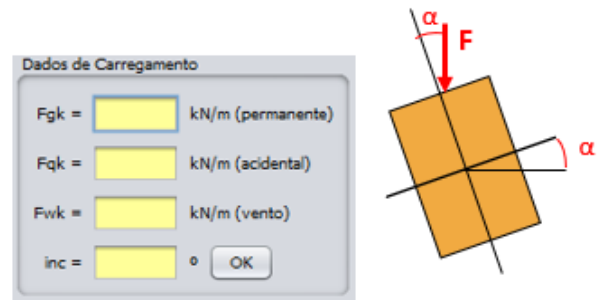 Dados de Carregamento
Fgk = kN/m (permanente)
Fqk = kN/m (acidental)
Fwk = kN/m (vento)
inc = º OK
α
F
α